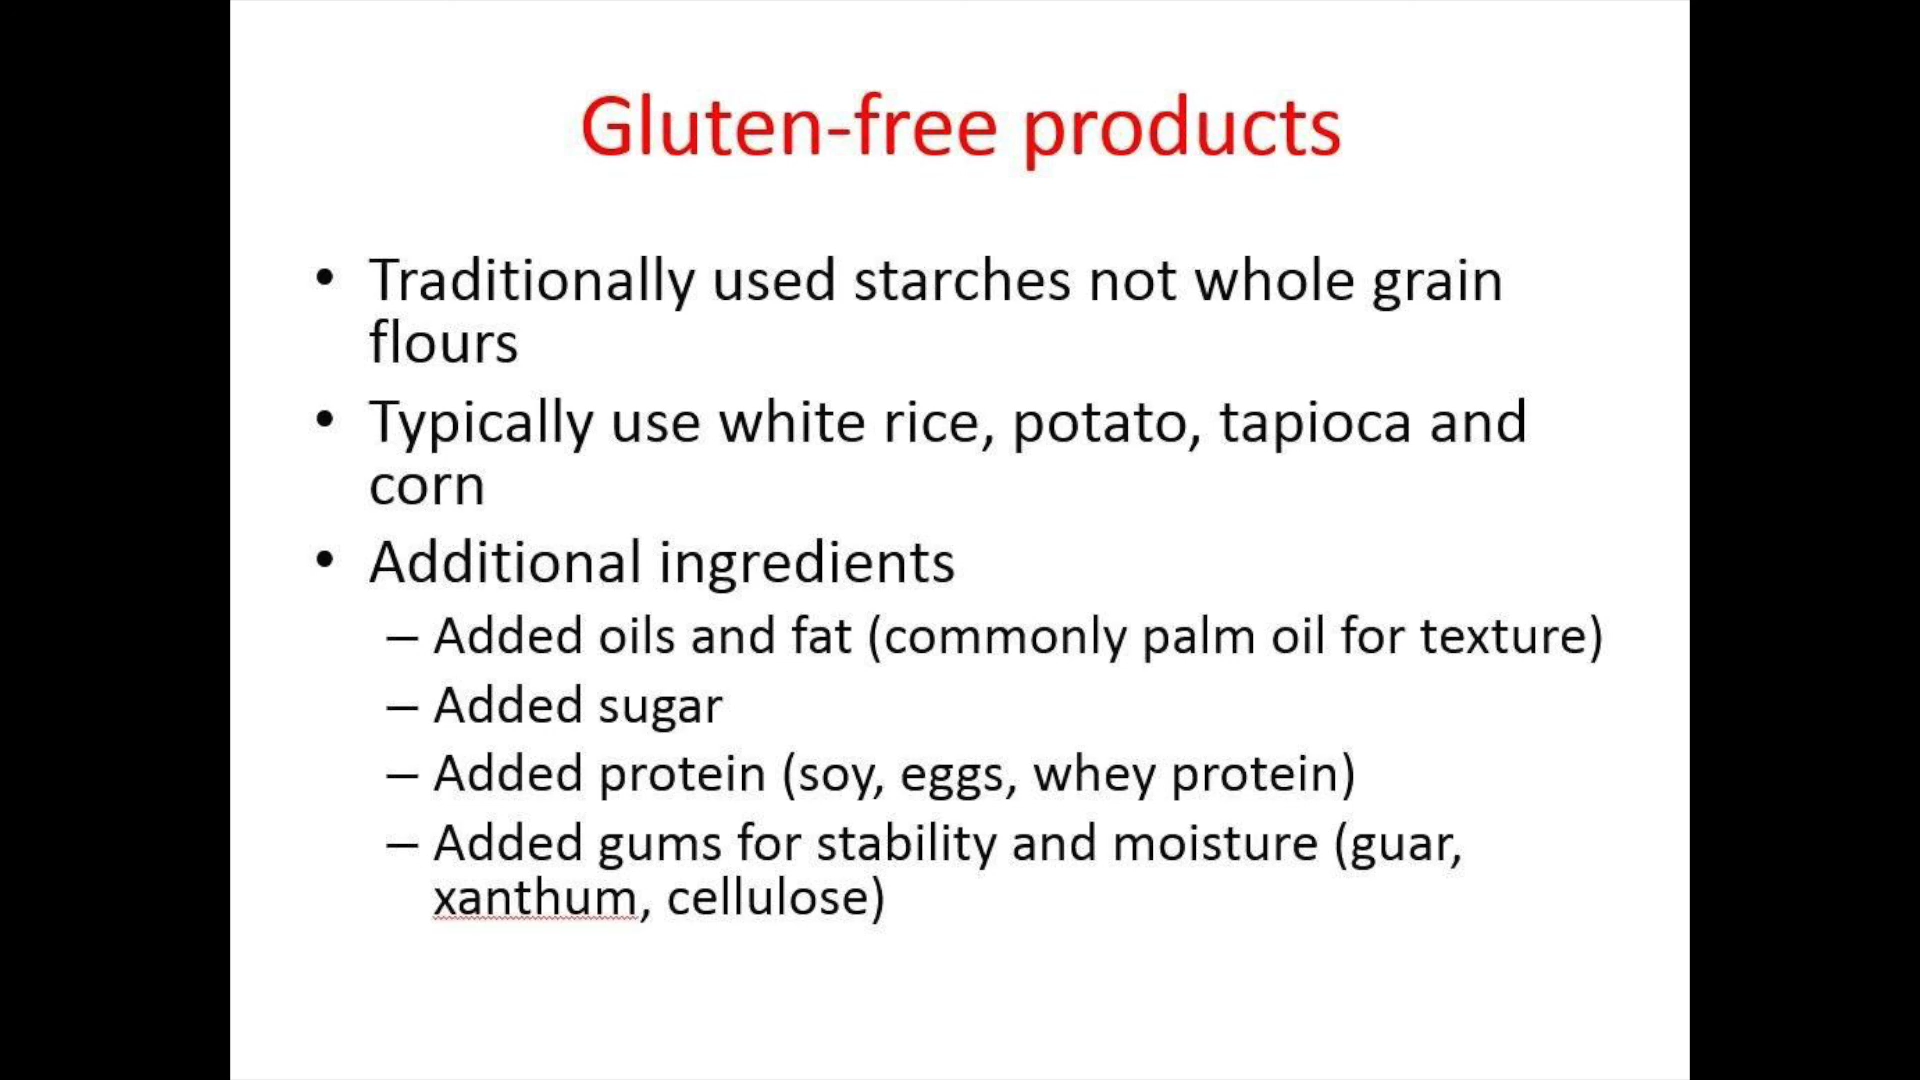 Gluten-free products
• Traditionally used starches not whole grain
flours
• Typically use white rice, potato, tapioca and
corn
• Additional ingredients
– Added oils and fat (commonly palm oil for texture)
– Added sugar
– Added protein (soy, eggs, whey protein)
– Added gums for stability and moisture (guar,
xanthum, cellulose)